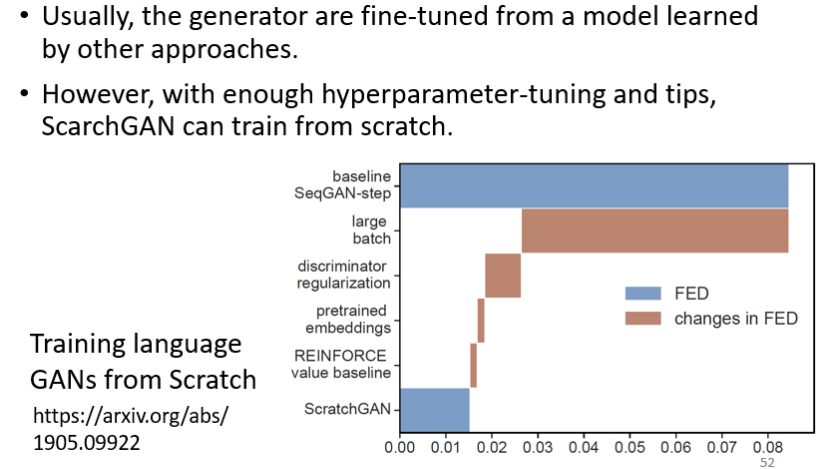 • Usually, the generator are fine-tuned from a model learned
by other approaches.
• However, with enough hyperparameter-tuning and tips,
ScarchGAN can train from scratch.
baseline
SeqGAN-step
large
batch
discriminator
regularization
pretrained
embeddings
REINFORCE
value baseline
ScratchGAN
FED
changes in FED
0.00 0.01 0.02 0.03 0.04 0.05 0.06 0.07 0.08
Training language
GANs from Scratch
https://arxiv.org/abs/
1905.09922
52